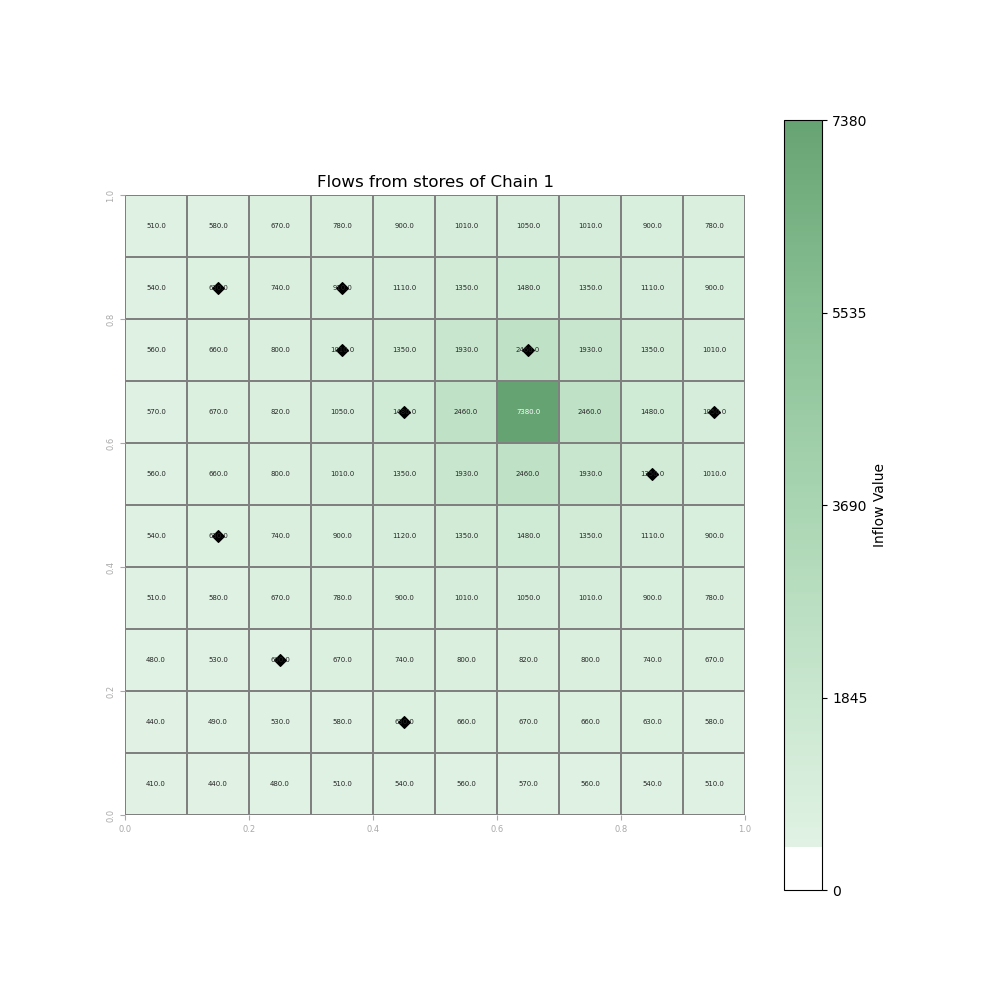 Flows from stores of Chain 1
7380
5535
3690
1845
0
Inflow Value
1.0
0.8
0.6
0.4
0.2
0.0
510.0 580.0 670.0 780.0 900.0 1010.0 1050.0 1010.0 900.0 780.0
540.0 740.0 1110.0 1350.0 1480.0 1350.0 1110.0 900.0
560.0 660.0 800.0 1350.0 1930.0 1930.0 1350.0 1010.0
570.0 670.0 820.0 1050.0 2460.0 7380.0 2460.0 1480.0
560.0 660.0 800.0 1010.0 1350.0 1930.0 2460.0 1930.0 1010.0
540.0 740.0 900.0 1120.0 1350.0 1480.0 1350.0 1110.0 900.0
510.0 580.0 670.0 780.0 900.0 1010.0 1050.0 1010.0 900.0 780.0
480.0 530.0 670.0 740.0 800.0 820.0 800.0 740.0 670.0
440.0 490.0 530.0 580.0 660.0 670.0 660.0 630.0 580.0
410.0 440.0 480.0 510.0 540.0 560.0 570.0 560.0 540.0 510.0
0.0 0.2 0.4 0.6 0.8 1.0